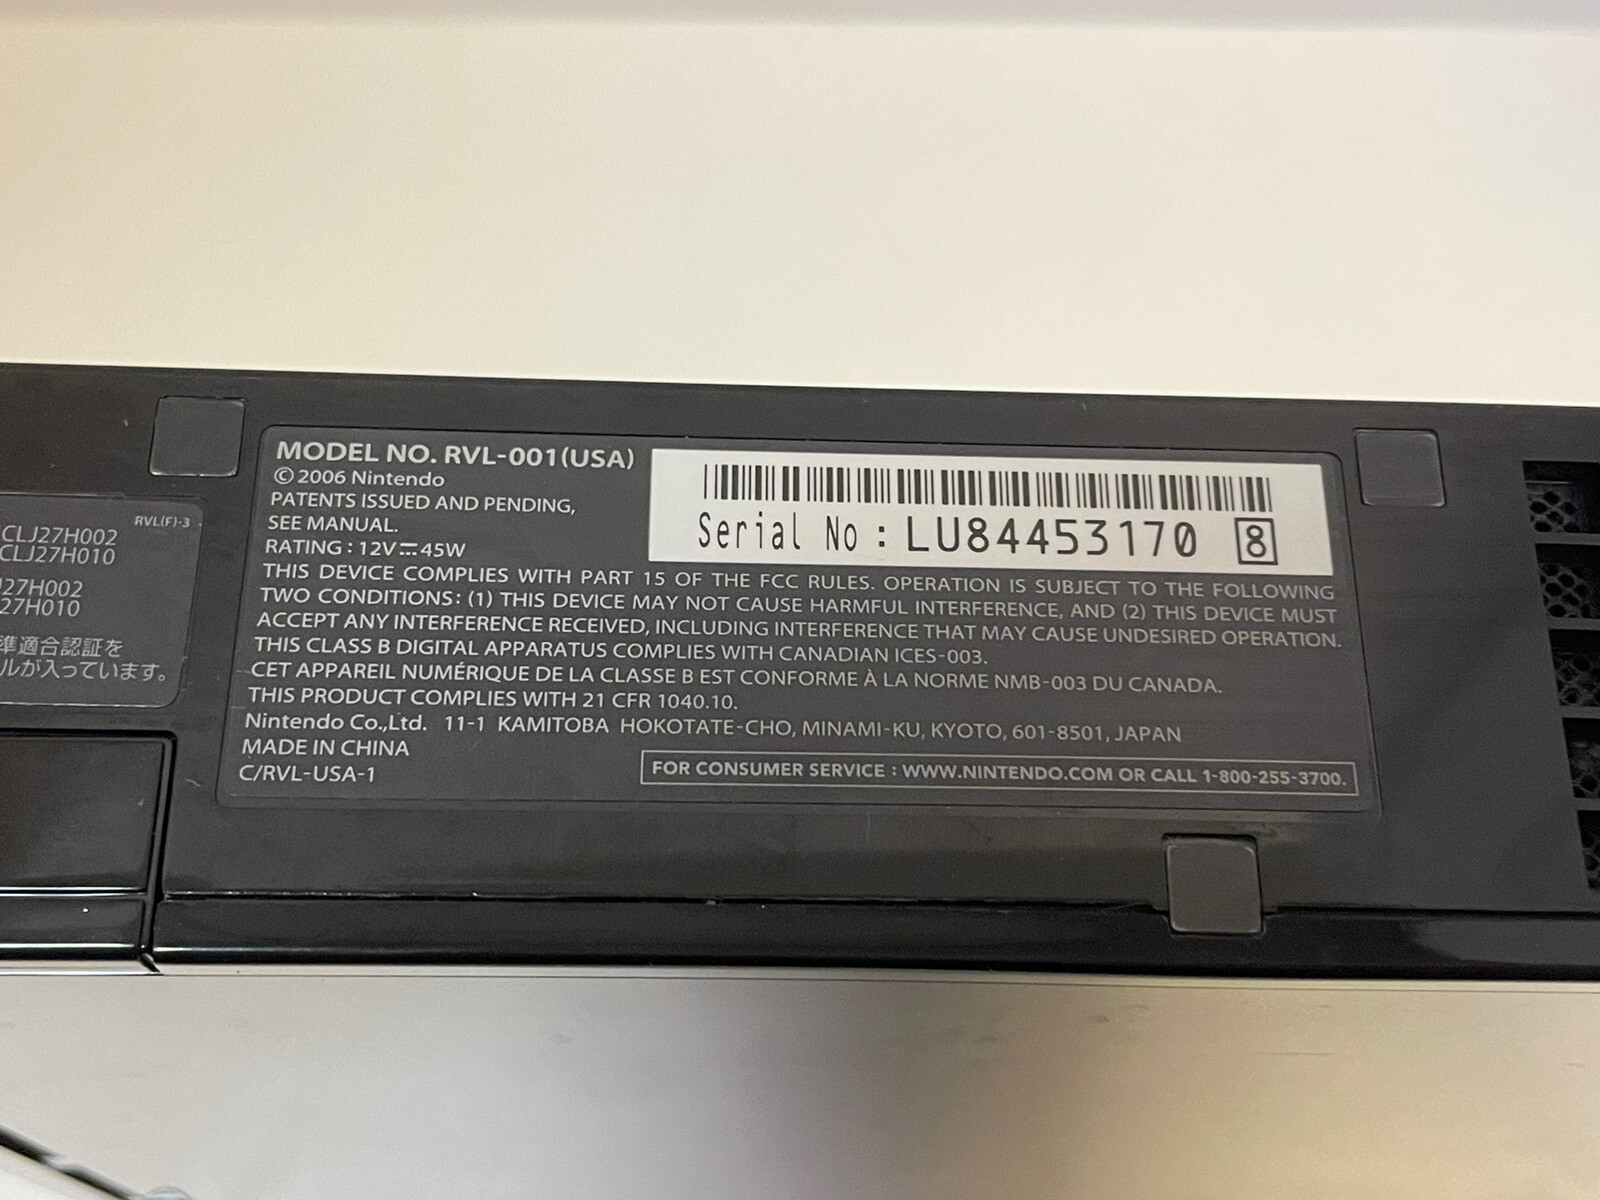 RVL(F)-3
CLJ27H002
CLJ27H010
27H002
27H010
準適合認証を
ルが入っています。
MODEL NO. RVL-001(USA)
© 2006 Nintendo
PATENTS ISSUED AND PENDING,
SEE MANUAL.
RATING : 12V⎓45W
Serial No : LU84453170 8
THIS DEVICE COMPLIES WITH PART 15 OF THE FCC RULES. OPERATION IS SUBJECT TO THE FOLLOWING
TWO CONDITIONS: (1) THIS DEVICE MAY NOT CAUSE HARMFUL INTERFERENCE, AND (2) THIS DEVICE MUST
ACCEPT ANY INTERFERENCE RECEIVED, INCLUDING INTERFERENCE THAT MAY CAUSE UNDESIRED OPERATION.
THIS CLASS B DIGITAL APPARATUS COMPLIES WITH CANADIAN ICES-003.
CET APPAREIL NUMÉRIQUE DE LA CLASSE B EST CONFORME À LA NORME NMB-003 DU CANADA.
THIS PRODUCT COMPLIES WITH 21 CFR 1040.10.
Nintendo Co.,Ltd. 11-1 KAMITOBA HOKOTATE-CHO, MINAMI-KU, KYOTO, 601-8501, JAPAN
MADE IN CHINA
C/RVL-USA-1
FOR CONSUMER SERVICE : WWW.NINTENDO.COM OR CALL 1-800-255-3700.